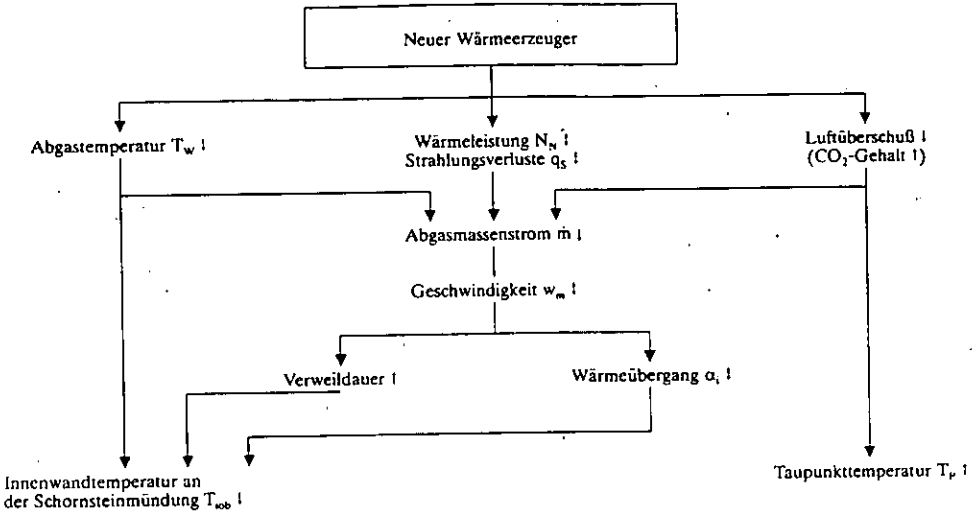 Neuer Wärmeerzeuger
Abgastemperatur T_W ↓
Wärmeleistung N_N ↓
Strahlungsverluste q_S ↓
Luftüberschuß ↓
(CO₂-Gehalt ↑)
Abgasmassenstrom ṁ ↓
Geschwindigkeit w_m ↓
Verweildauer ↑
Wärmeübergang α_i ↓
Innenwandtemperatur an
der Schornsteinmündung T_iob ↓
Taupunkttemperatur T_p ↑